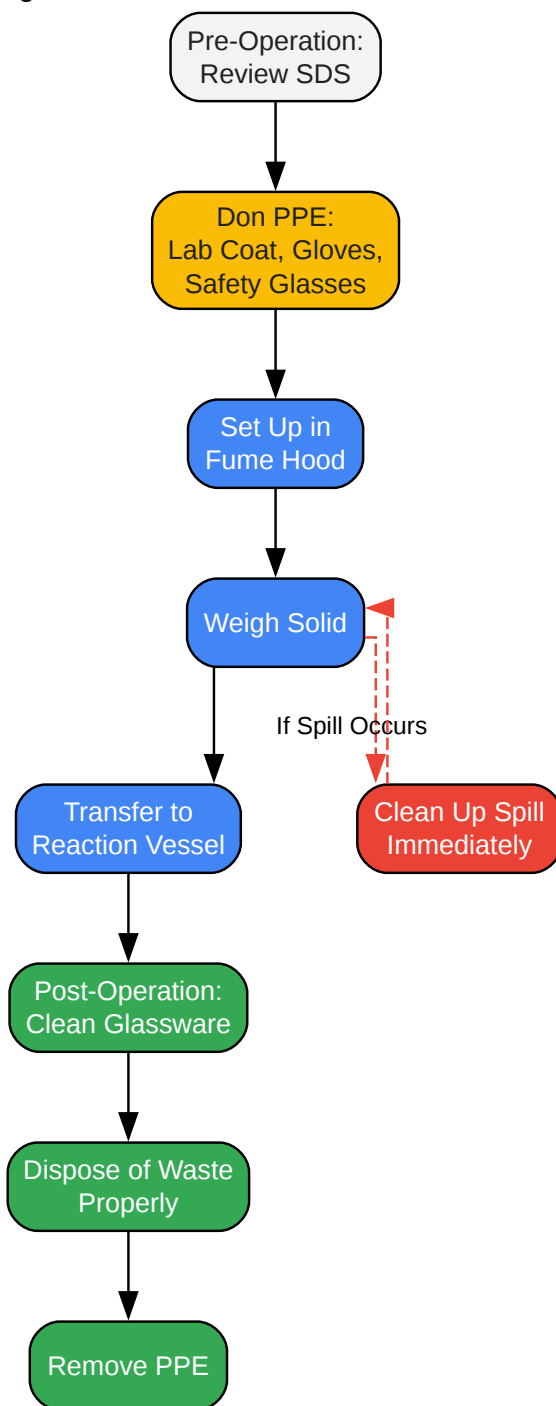 Pre-Operation:
Review SDS
Don PPE:
Lab Coat, Gloves,
Safety Glasses
Set Up in
Fume Hood
Weigh Solid
If Spill Occurs
Transfer to
Reaction Vessel
Clean Up Spill
Immediately
Post-Operation:
Clean Glassware
Dispose of Waste
Properly
Remove PPE